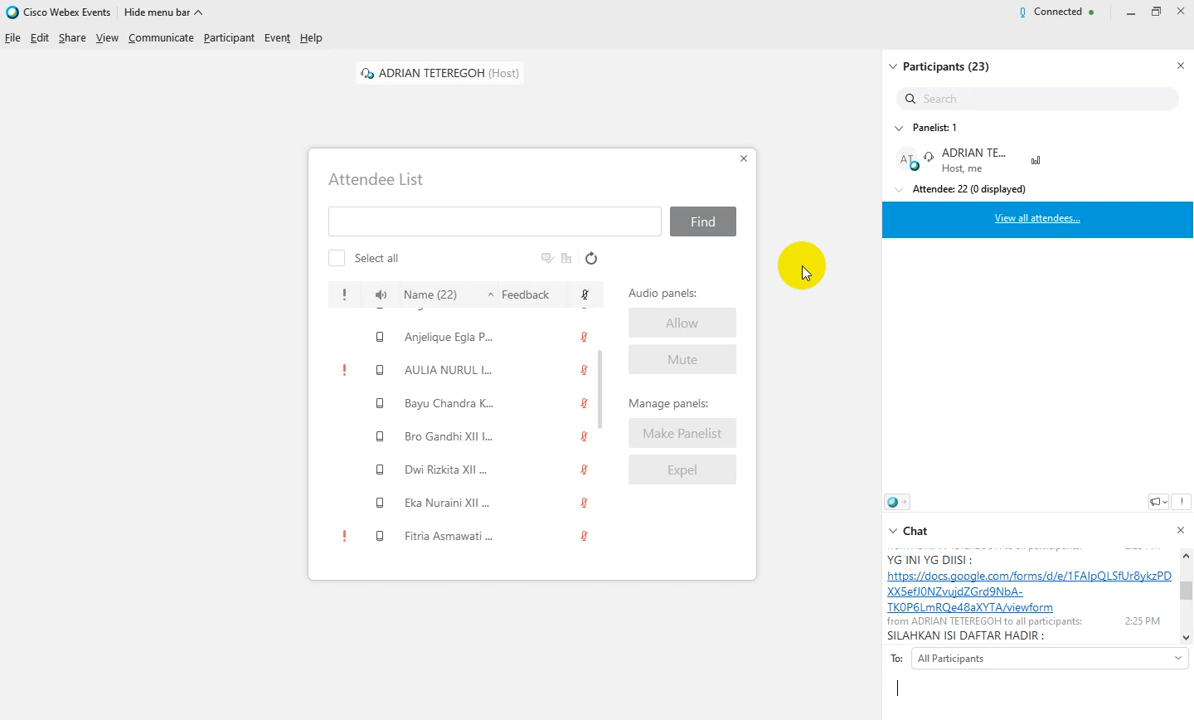 Cisco Webex Events
Hide menu bar
Connected
File Edit Share View Communicate Participant Event Help
ADRIAN TETEREGOH (Host)
Attendee List
Find
Select all
! Name (22) Feedback
Anjelique Egla P...
! AULIA NURUL I...
Bayu Chandra K...
Bro Gandhi XII I...
Dwi Rizkita XII ...
Eka Nuraini XII ...
! Fitria Asmawati ...
Audio panels:
Allow
Mute
Manage panels:
Make Panelist
Expel
Participants (23)
Search
Panelist: 1
AT ADRIAN TE...
Host, me
Attendee: 22 (0 displayed)
View all attendees...
!
Chat
YG INI YG DIISI :
https://docs.google.com/forms/d/e/1FAIpQLSfUr8ykzPD
XX5efJ0NZvujdZGrd9NbA-
TK0P6LmRQe48aXYTA/viewform
from ADRIAN TETEREGOH to all participants: 2:25 PM
SILAHKAN ISI DAFTAR HADIR :
To: All Participants